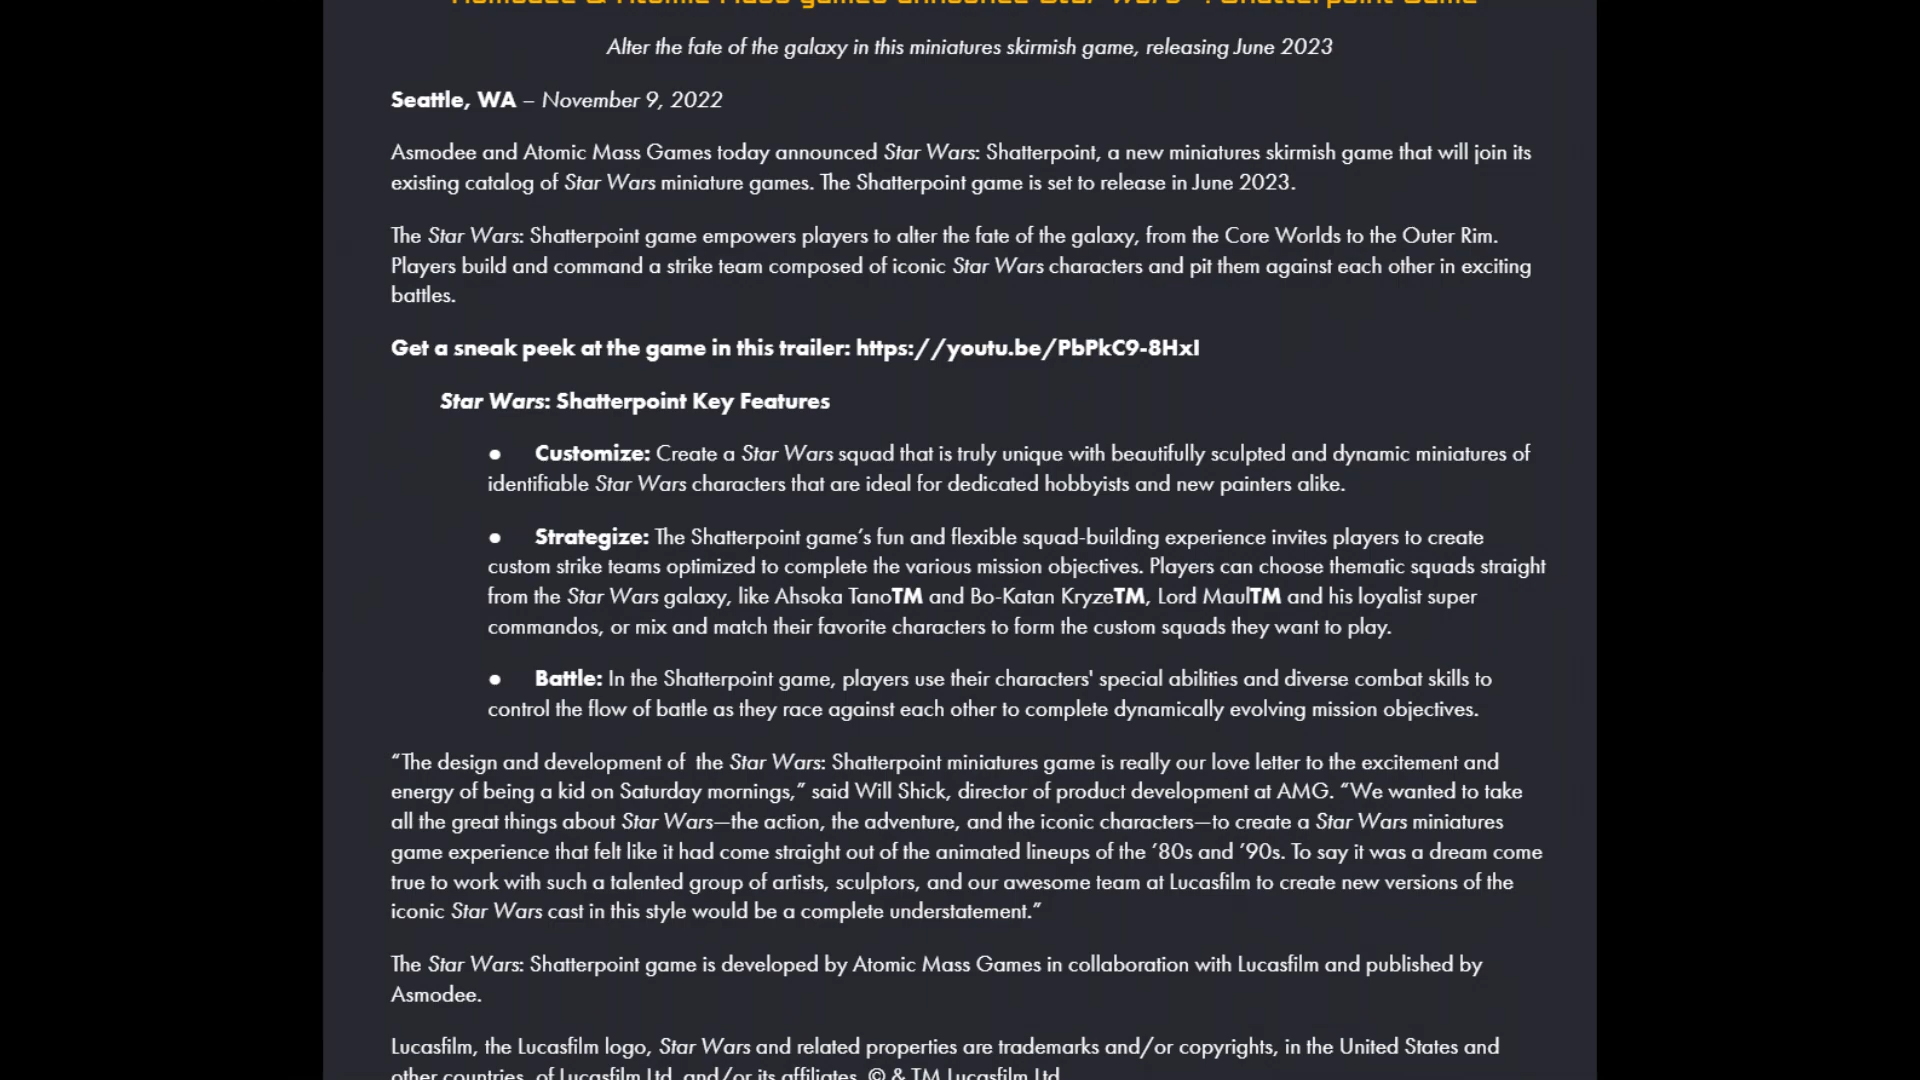 Asmodee & Atomic Mass games announce Star Wars™: Shatterpoint Game
Alter the fate of the galaxy in this miniatures skirmish game, releasing June 2023
Seattle, WA – November 9, 2022
Asmodee and Atomic Mass Games today announced Star Wars: Shatterpoint, a new miniatures skirmish game that will join its
existing catalog of Star Wars miniature games. The Shatterpoint game is set to release in June 2023.
The Star Wars: Shatterpoint game empowers players to alter the fate of the galaxy, from the Core Worlds to the Outer Rim.
Players build and command a strike team composed of iconic Star Wars characters and pit them against each other in exciting
battles.
Get a sneak peek at the game in this trailer: https://youtu.be/PbPkC9-8HxI
Star Wars: Shatterpoint Key Features
● Customize: Create a Star Wars squad that is truly unique with beautifully sculpted and dynamic miniatures of
identifiable Star Wars characters that are ideal for dedicated hobbyists and new painters alike.
● Strategize: The Shatterpoint game’s fun and flexible squad-building experience invites players to create
custom strike teams optimized to complete the various mission objectives. Players can choose thematic squads straight
from the Star Wars galaxy, like Ahsoka TanoTM and Bo-Katan KryzeTM, Lord MaulTM and his loyalist super
commandos, or mix and match their favorite characters to form the custom squads they want to play.
● Battle: In the Shatterpoint game, players use their characters' special abilities and diverse combat skills to
control the flow of battle as they race against each other to complete dynamically evolving mission objectives.
“The design and development of the Star Wars: Shatterpoint miniatures game is really our love letter to the excitement and
energy of being a kid on Saturday mornings,” said Will Shick, director of product development at AMG. “We wanted to take
all the great things about Star Wars—the action, the adventure, and the iconic characters—to create a Star Wars miniatures
game experience that felt like it had come straight out of the animated lineups of the ’80s and ’90s. To say it was a dream come
true to work with such a talented group of artists, sculptors, and our awesome team at Lucasfilm to create new versions of the
iconic Star Wars cast in this style would be a complete understatement.”
The Star Wars: Shatterpoint game is developed by Atomic Mass Games in collaboration with Lucasfilm and published by
Asmodee.
Lucasfilm, the Lucasfilm logo, Star Wars and related properties are trademarks and/or copyrights, in the United States and
other countries, of Lucasfilm Ltd. and/or its affiliates. © & TM Lucasfilm Ltd.